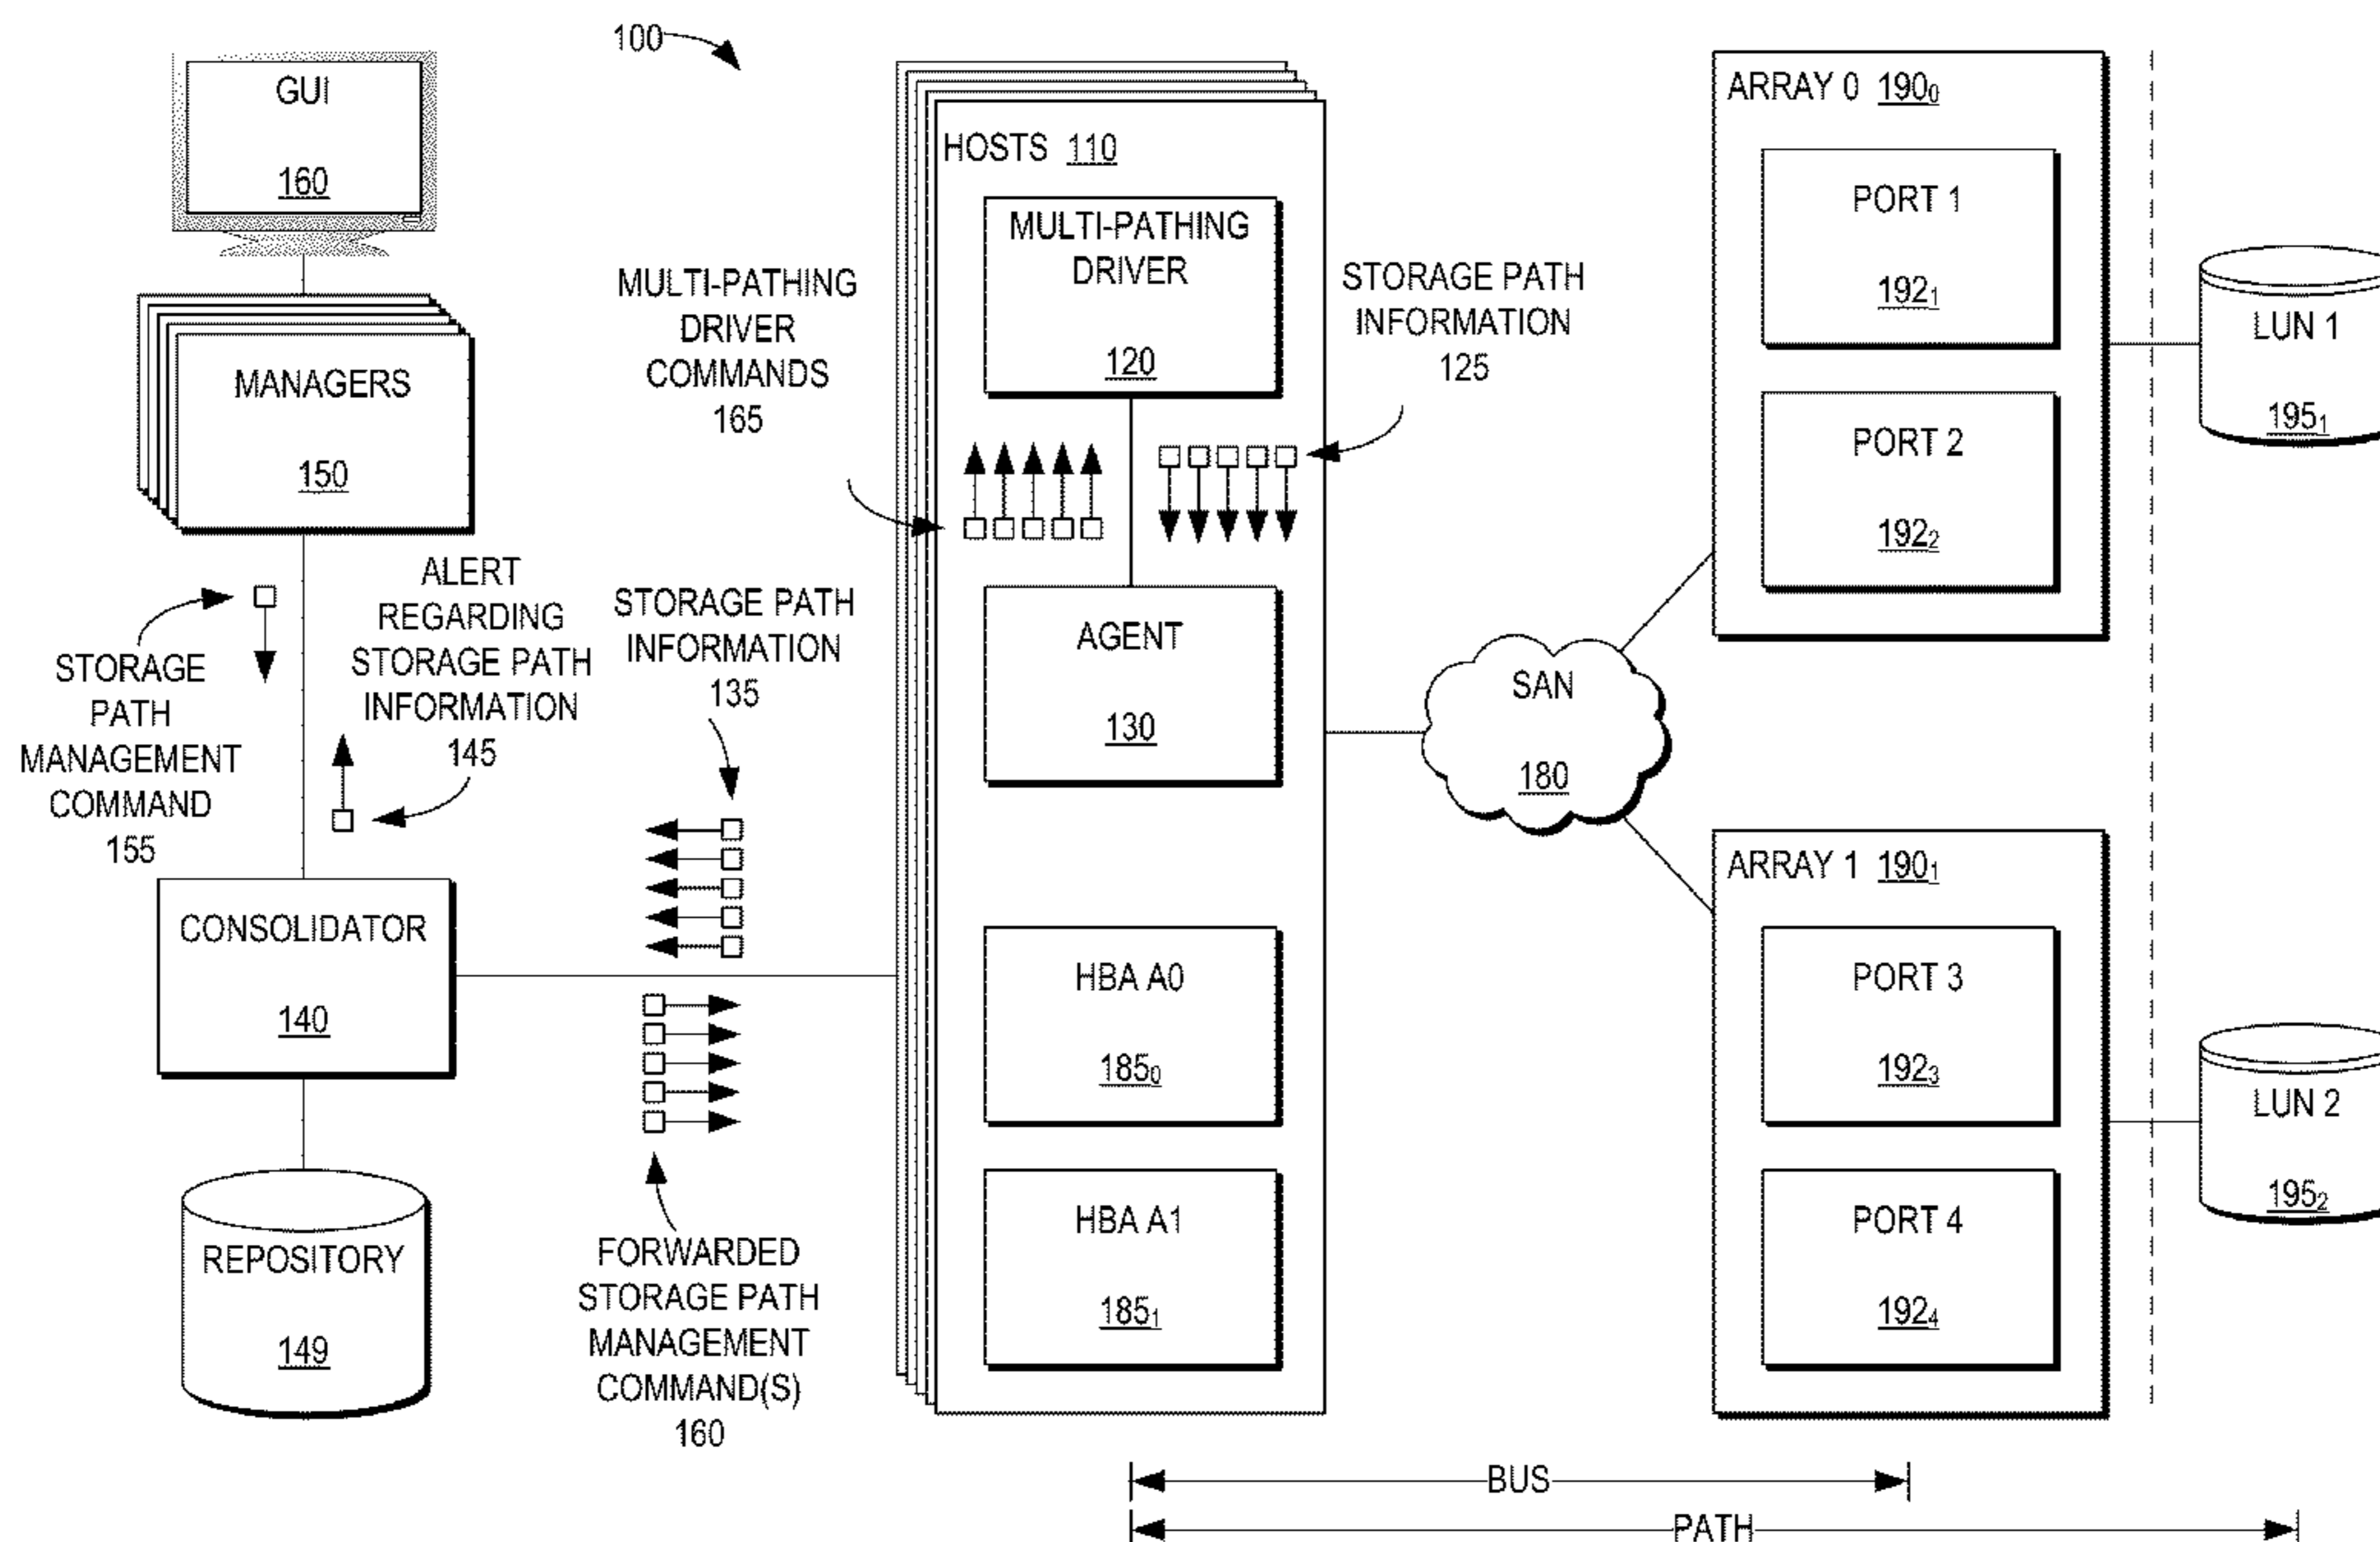 100
GUI
160
MANAGERS
150
STORAGE
PATH
MANAGEMENT
COMMAND
155
ALERT
REGARDING
STORAGE PATH
INFORMATION
145
CONSOLIDATOR
140
REPOSITORY
149
MULTI-PATHING
DRIVER
COMMANDS
165
STORAGE PATH
INFORMATION
135
FORWARDED
STORAGE PATH
MANAGEMENT
COMMAND(S)
160
HOSTS 110
MULTI-PATHING
DRIVER
120
STORAGE PATH
INFORMATION
125
AGENT
130
HBA A0
185₀
HBA A1
185₁
SAN
180
ARRAY 0 190₀
PORT 1
192₁
PORT 2
192₂
LUN 1
195₁
ARRAY 1 190₁
PORT 3
192₃
PORT 4
192₄
LUN 2
195₂
BUS
PATH